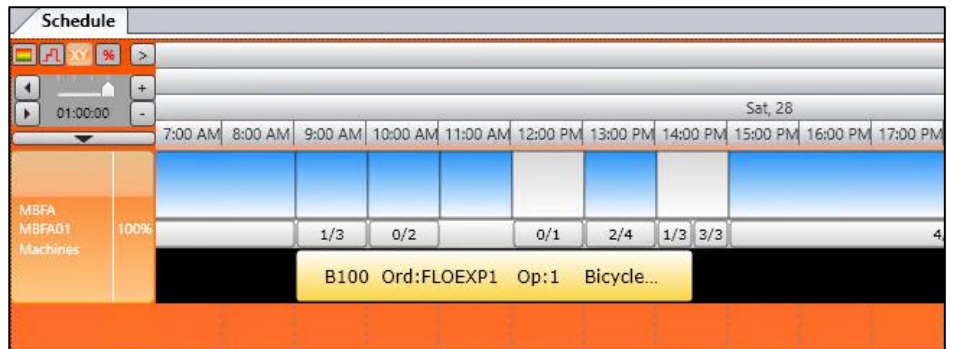 Schedule
XY % >
+
01:00:00 -
Sat, 28
7:00 AM 8:00 AM 9:00 AM 10:00 AM 11:00 AM 12:00 PM 13:00 PM 14:00 PM 15:00 PM 16:00 PM 17:00 PM
MBFA
MBFA01 100%
Machines
1/3 0/2 0/1 2/4 1/3 3/3 4
B100 Ord:FLOEXP1 Op:1 Bicycle...